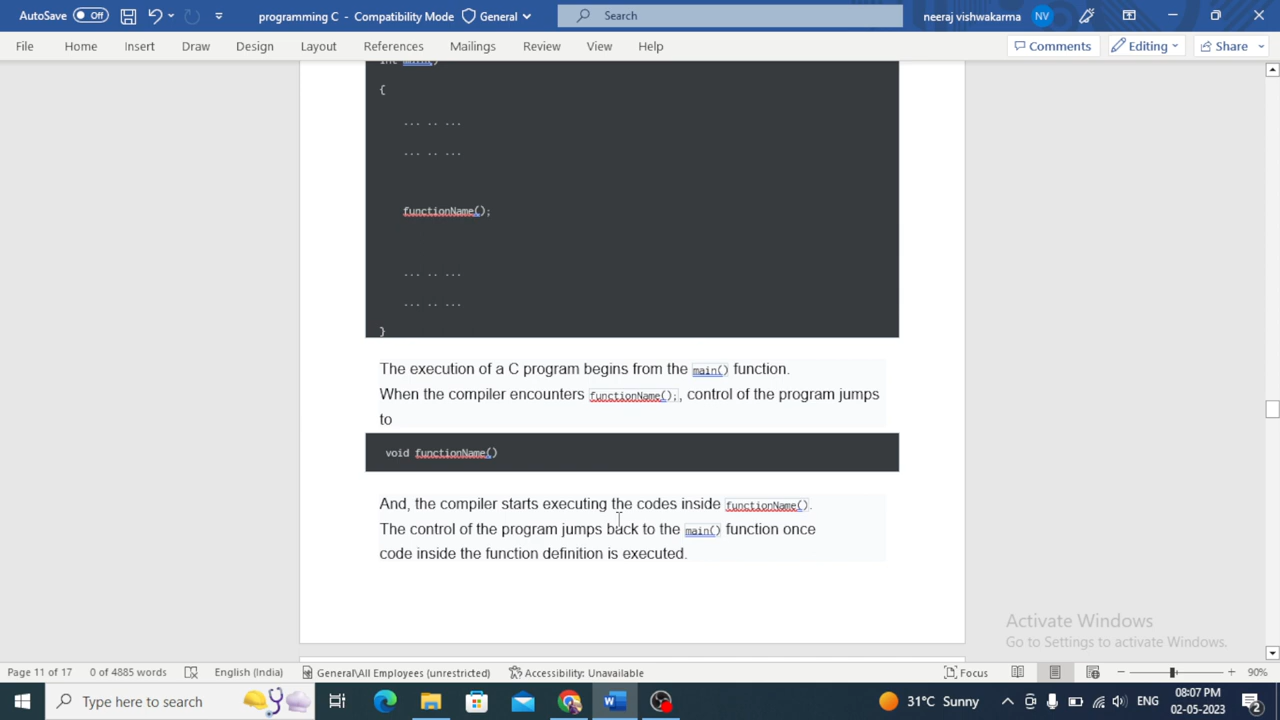 AutoSave Off programming C - Compatibility Mode General Search neeraj vishwakarma NV
File Home Insert Draw Design Layout References Mailings Review View Help Comments Editing Share
int main()
{
... .. ...
... .. ...
functionName();
... .. ...
... .. ...
}
The execution of a C program begins from the main() function.
When the compiler encounters functionName();, control of the program jumps
to
void functionName()
And, the compiler starts executing the codes inside functionName().
The control of the program jumps back to the main() function once
code inside the function definition is executed.
Activate Windows
Go to Settings to activate Windows.
Page 11 of 17 0 of 4885 words English (India) General\All Employees (unrestricted) Accessibility: Unavailable Focus 90%
Type here to search 31°C Sunny ENG 08:07 PM
02-05-2023 2